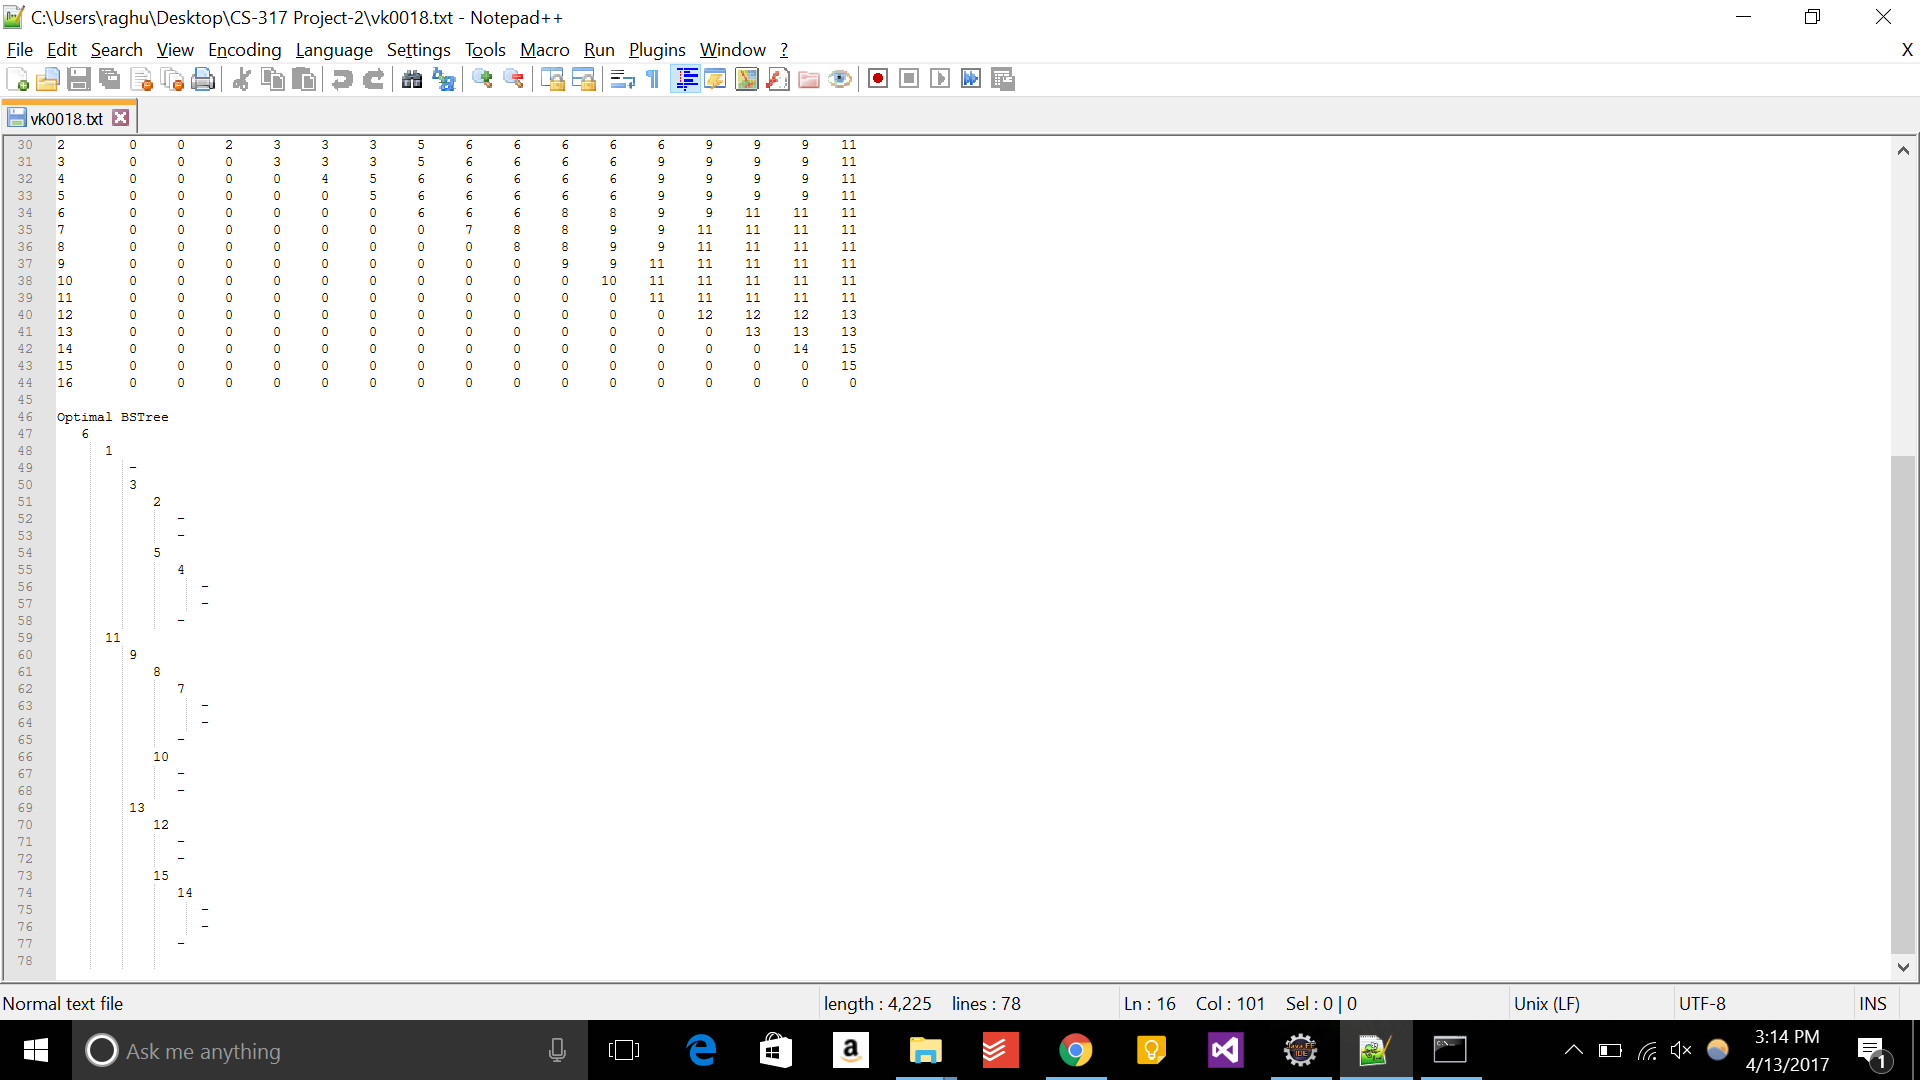 C:\Users\raghu\Desktop\CS-317 Project-2\vk0018.txt - Notepad++
File Edit Search View Encoding Language Settings Tools Macro Run Plugins Window ? X
vk0018.txt
30 2 0 0 2 3 3 3 5 6 6 6 6 6 9 9 9 11
31 3 0 0 0 3 3 3 5 6 6 6 6 9 9 9 9 11
32 4 0 0 0 0 4 5 6 6 6 6 6 9 9 9 9 11
33 5 0 0 0 0 0 5 6 6 6 6 6 9 9 9 9 11
34 6 0 0 0 0 0 0 6 6 6 8 8 9 9 11 11 11
35 7 0 0 0 0 0 0 0 7 8 8 9 9 11 11 11 11
36 8 0 0 0 0 0 0 0 0 8 8 9 9 11 11 11 11
37 9 0 0 0 0 0 0 0 0 0 9 9 11 11 11 11 11
38 10 0 0 0 0 0 0 0 0 0 0 10 11 11 11 11 11
39 11 0 0 0 0 0 0 0 0 0 0 0 11 11 11 11 11
40 12 0 0 0 0 0 0 0 0 0 0 0 0 12 12 12 13
41 13 0 0 0 0 0 0 0 0 0 0 0 0 0 13 13 13
42 14 0 0 0 0 0 0 0 0 0 0 0 0 0 0 14 15
43 15 0 0 0 0 0 0 0 0 0 0 0 0 0 0 0 15
44 16 0 0 0 0 0 0 0 0 0 0 0 0 0 0 0 0
45
46 Optimal BSTree
47 6
48 1
49 -
50 3
51 2
52 -
53 -
54 5
55 4
56 -
57 -
58 -
59 11
60 9
61 8
62 7
63 -
64 -
65 -
66 10
67 -
68 -
69 13
70 12
71 -
72 -
73 15
74 14
75 -
76 -
77 -
78
Normal text file length : 4,225 lines : 78 Ln : 16 Col : 101 Sel : 0 | 0 Unix (LF) UTF-8 INS
Ask me anything
a
Java EE
IDE
C:\
3:14 PM
4/13/2017
1